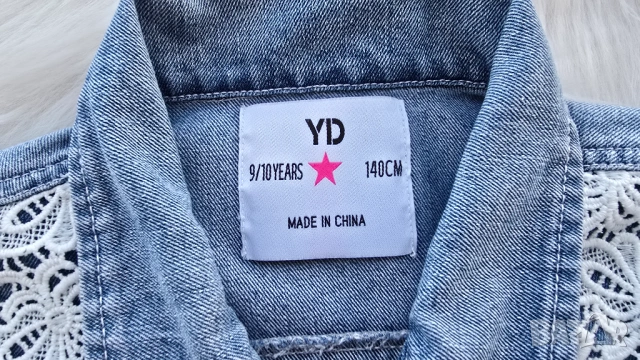 YD
9/10YEARS 140CM
MADE IN CHINA